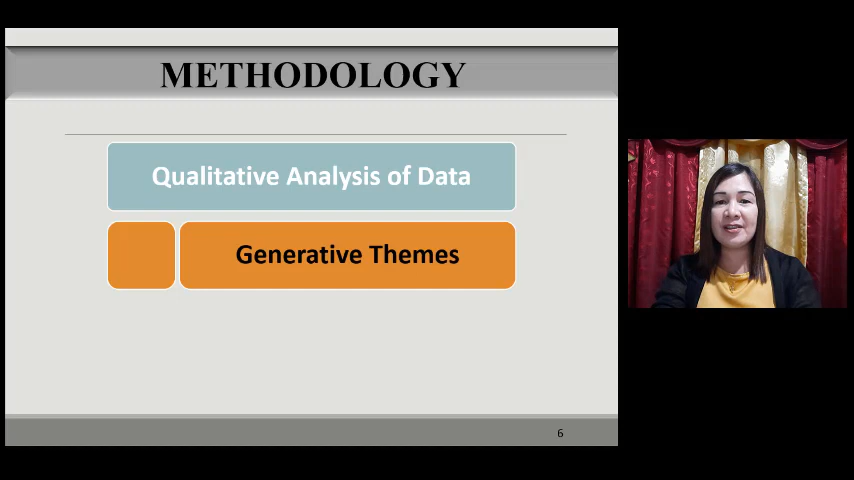 METHODOLOGY
Qualitative Analysis of Data
Generative Themes
6